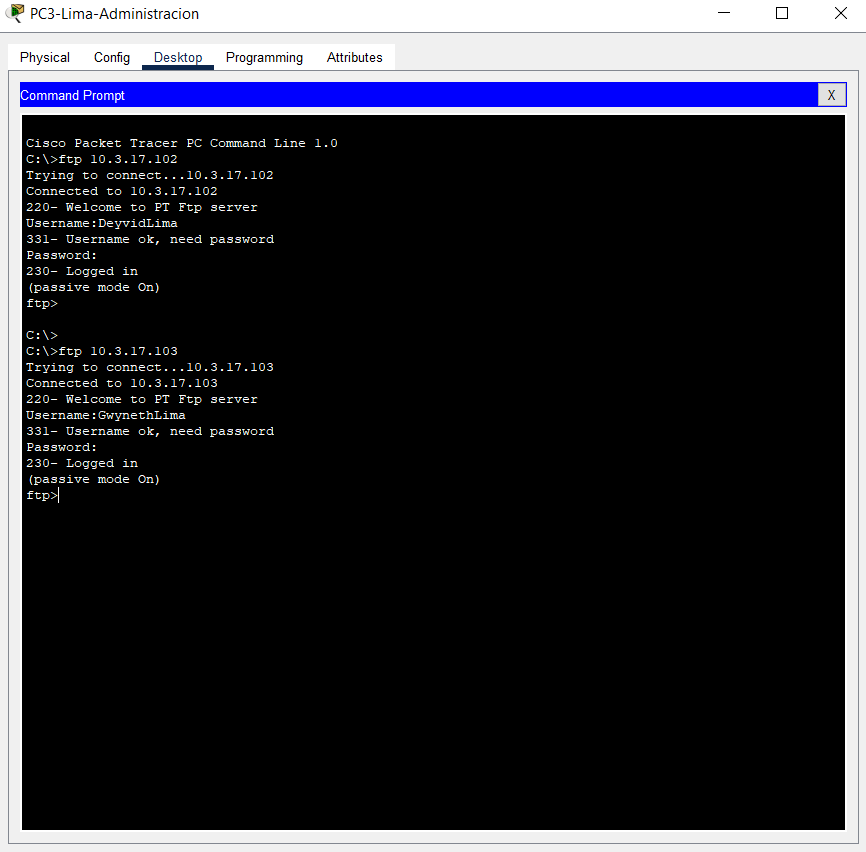 PC3-Lima-Administracion
Physical Config Desktop Programming Attributes
Command Prompt X
Cisco Packet Tracer PC Command Line 1.0
C:\>ftp 10.3.17.102
Trying to connect...10.3.17.102
Connected to 10.3.17.102
220- Welcome to PT Ftp server
Username:DeyvidLima
331- Username ok, need password
Password:
230- Logged in
(passive mode On)
ftp>
C:\>
C:\>ftp 10.3.17.103
Trying to connect...10.3.17.103
Connected to 10.3.17.103
220- Welcome to PT Ftp server
Username:GwynethLima
331- Username ok, need password
Password:
230- Logged in
(passive mode On)
ftp>